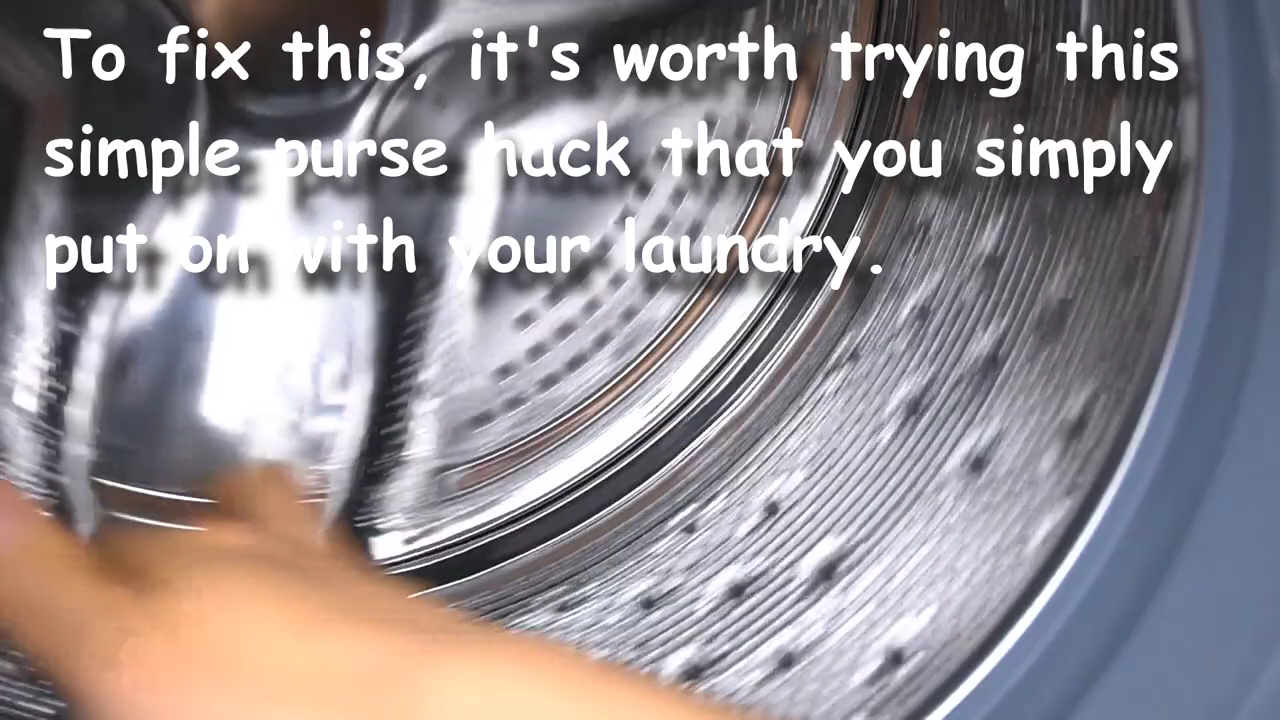 To fix this, it's worth trying this
simple purse hack that you simply
put on with your laundry.